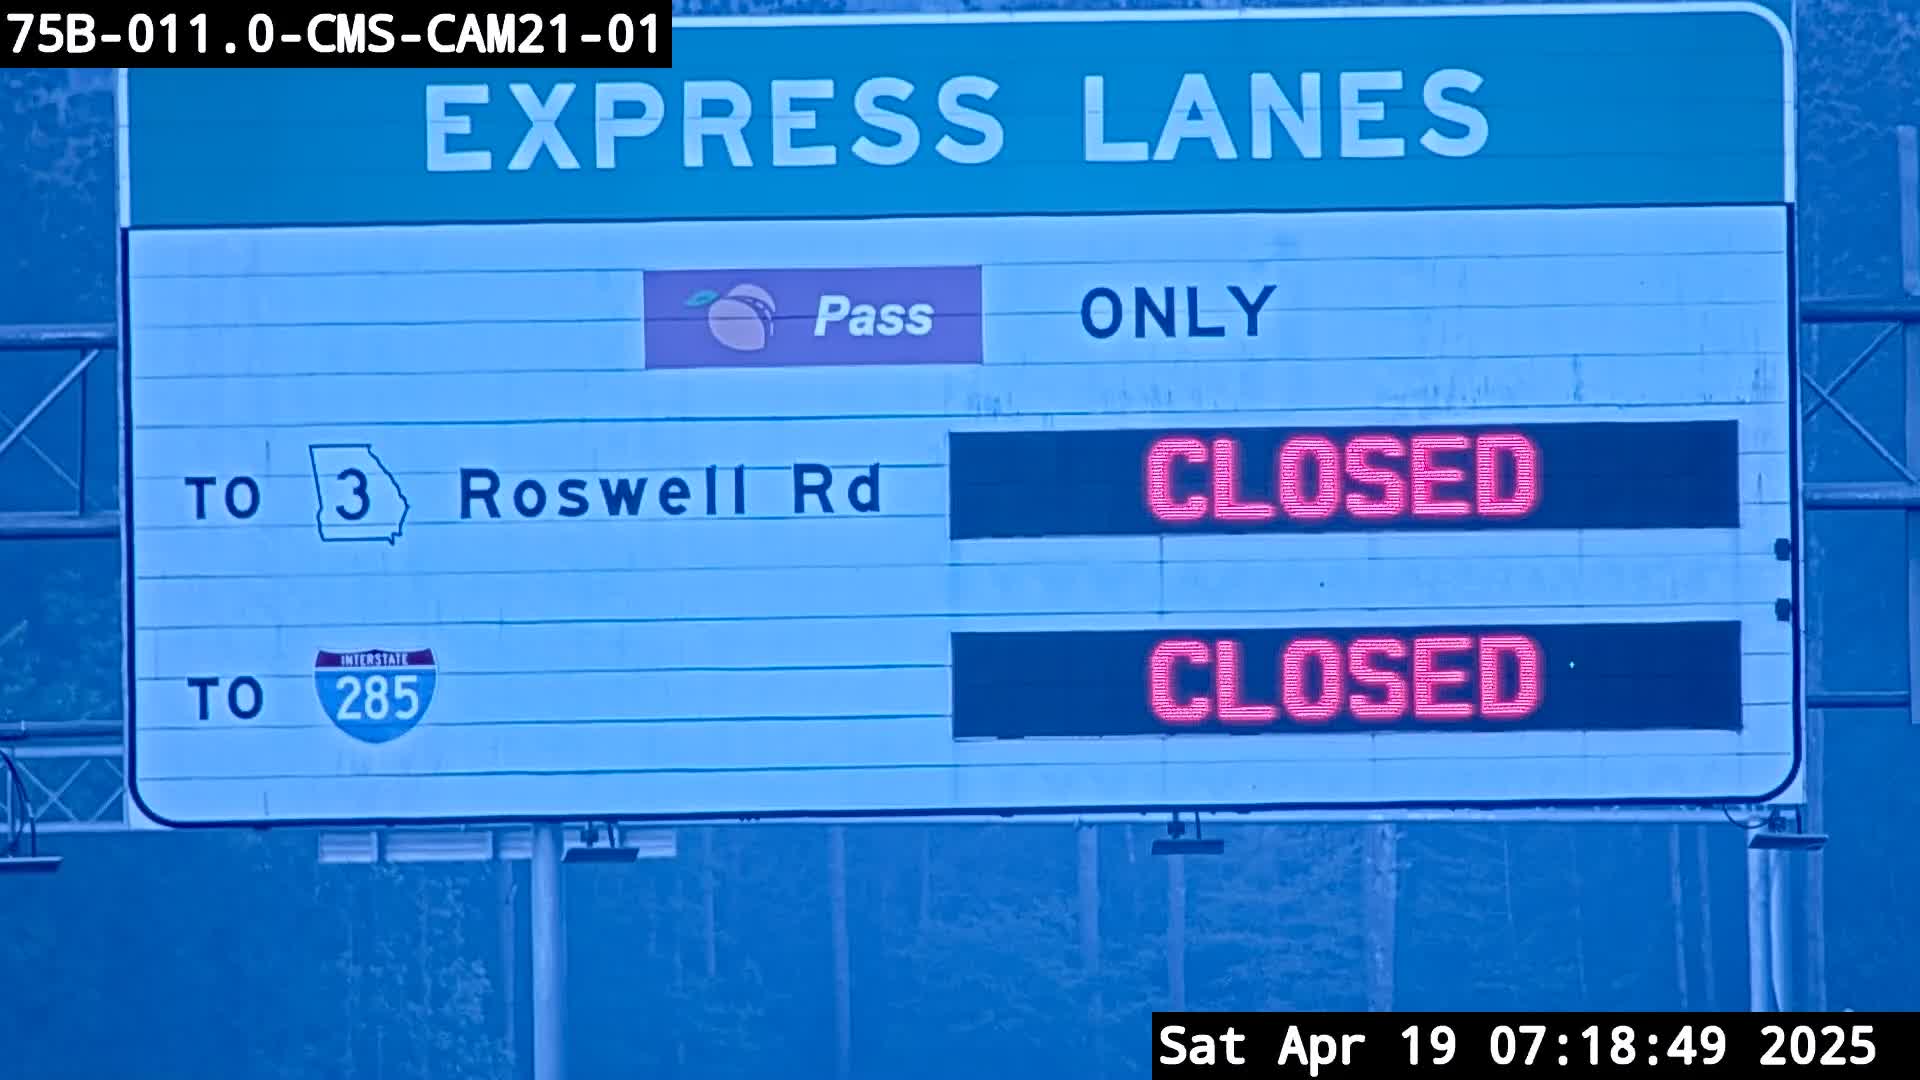 75B-011.0-CMS-CAM21-01
EXPRESS LANES
Pass ONLY
TO 3 Roswell Rd CLOSED
TO INTERSTATE 285 CLOSED
Sat Apr 19 07:18:49 2025